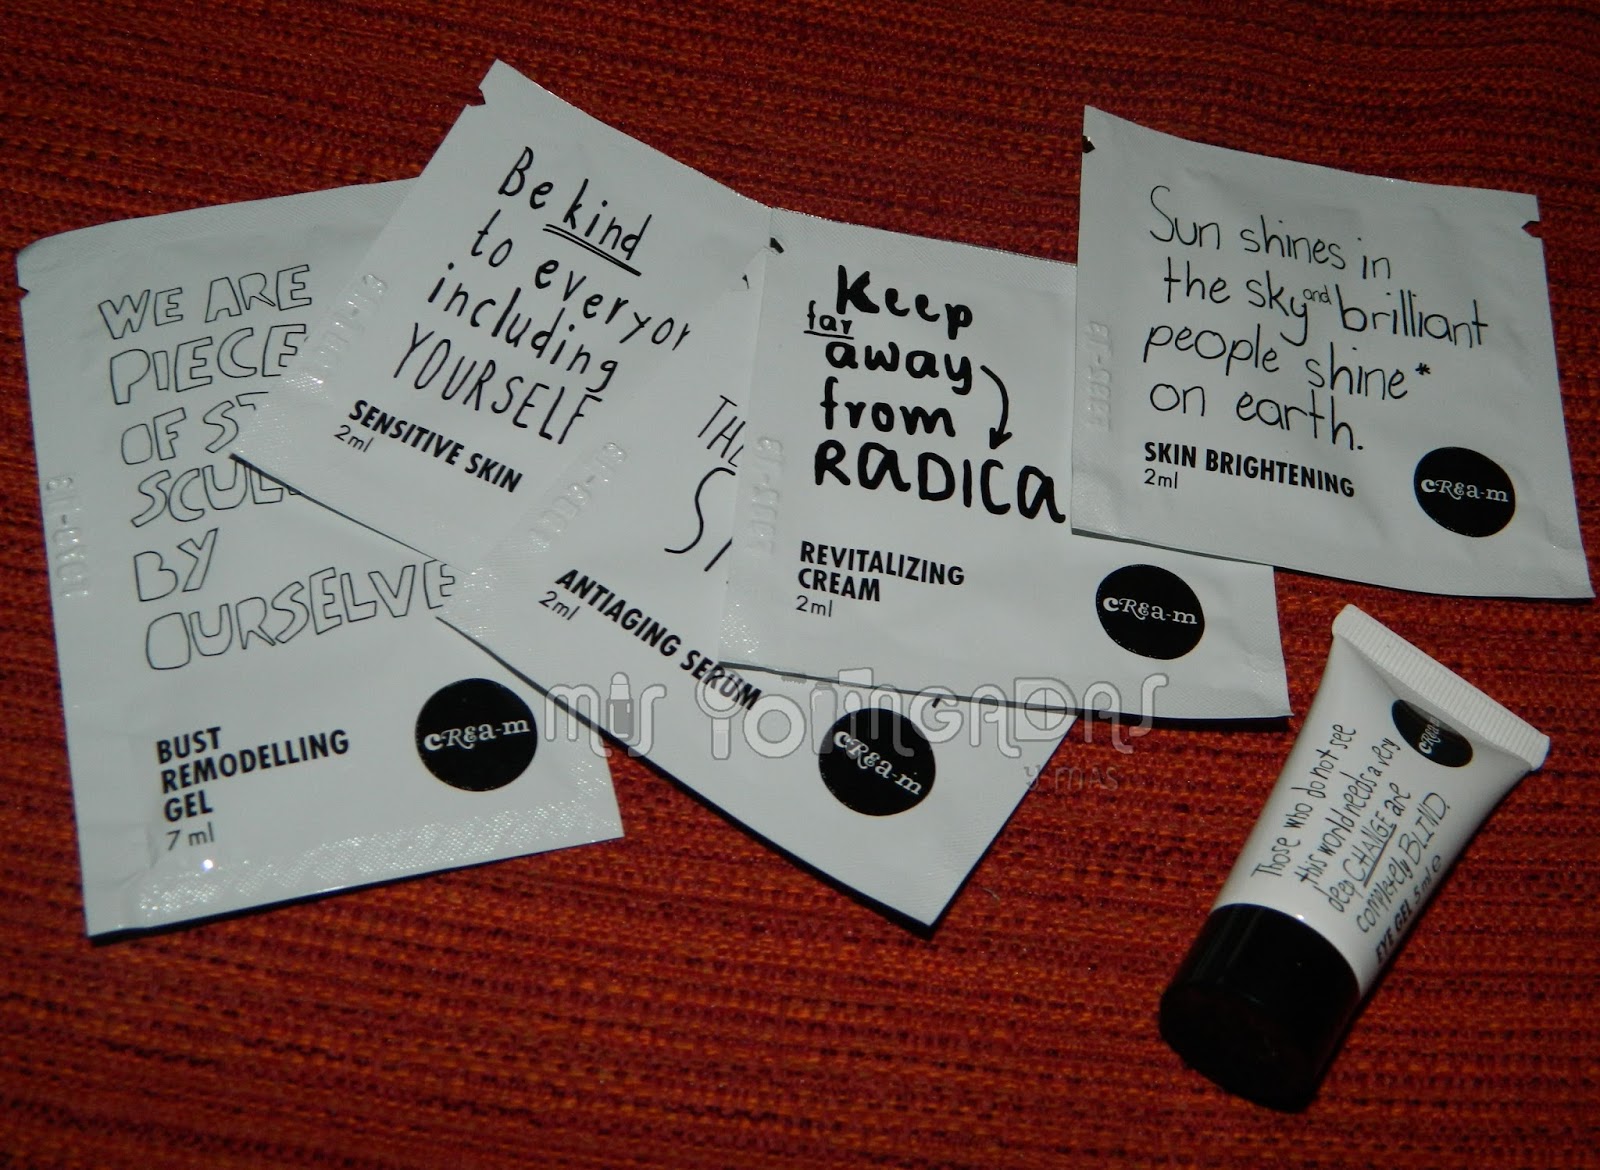 WE ARE
PIECE
OF ST
SCUL
BY
OURSELVE
BUST
REMODELLING
GEL
7 ml
cREa-m
Be kind
to everyon
including
YOURSELF
SENSITIVE SKIN
2ml
THE
ANTIAGING SERUM
2ml
cREa-m
Keep
far
away
from
RADICA
REVITALIZING
CREAM
2ml
cREa-m
Sun shines in
the sky and brilliant
people shine*
on earth.
SKIN BRIGHTENING
2ml
cREa-m
Those who do not see
this world needs a very
deep CHANGE are
completely BLIND.
EYE GEL 5 ml e
MIS POTINGADAS
Y MÁS